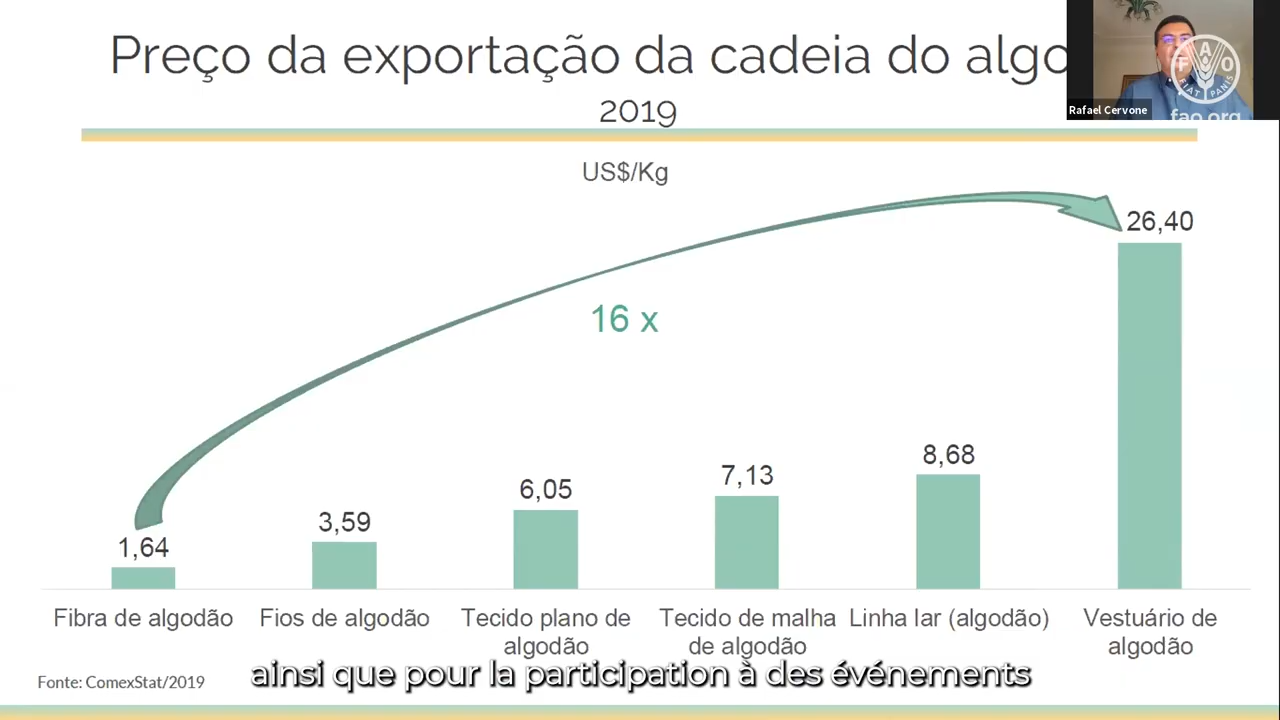 Preço da exportação da cadeia do algo
2019
Rafael Cervone
FAO
FIAT PANIS
fao.org
US$/Kg
26,40
16 x
8,68
7,13
6,05
3,59
1,64
Fibra de algodão
Fios de algodão
Tecido plano de
algodão
Tecido de malha
de algodão
Linha lar (algodão)
Vestuário de
algodão
ainsi que pour la participation à des événements
Fonte: ComexStat/2019